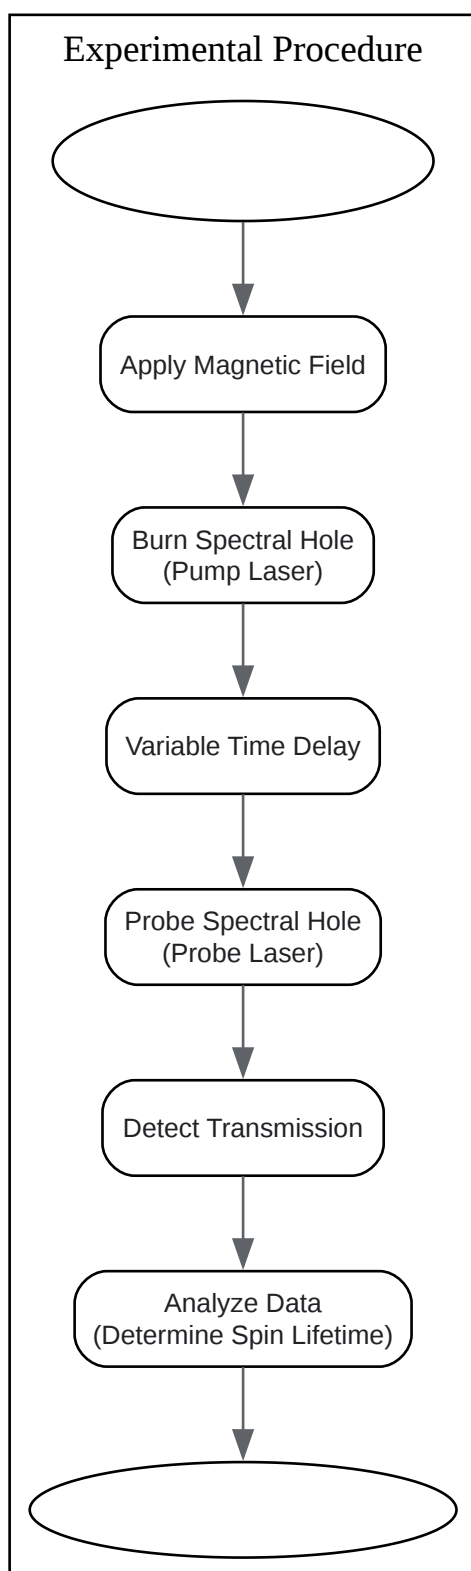 Experimental Procedure
Apply Magnetic Field
Burn Spectral Hole
(Pump Laser)
Variable Time Delay
Probe Spectral Hole
(Probe Laser)
Detect Transmission
Analyze Data
(Determine Spin Lifetime)